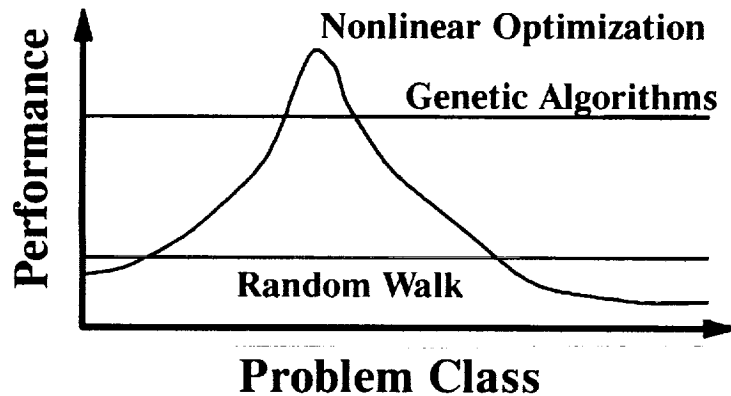 Nonlinear Optimization
Genetic Algorithms
Performance
Random Walk
Problem Class